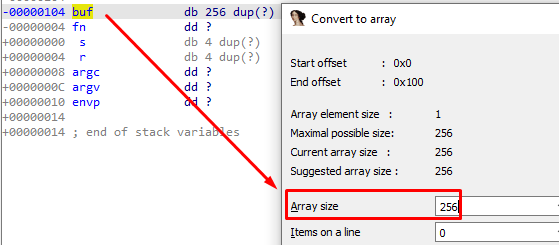 -00000104 buf db 256 dup(?)
-00000004 fn dd ?
+00000000 s db 4 dup(?)
+00000004 r db 4 dup(?)
+00000008 argc dd ?
+0000000C argv dd ?
+00000010 envp dd ?
+00000014
+00000014 ; end of stack variables
Convert to array
Start offset : 0x0
End offset : 0x100
Array element size : 1
Maximal possible size: 256
Current array size : 256
Suggested array size : 256
Array size 256
Items on a line 0